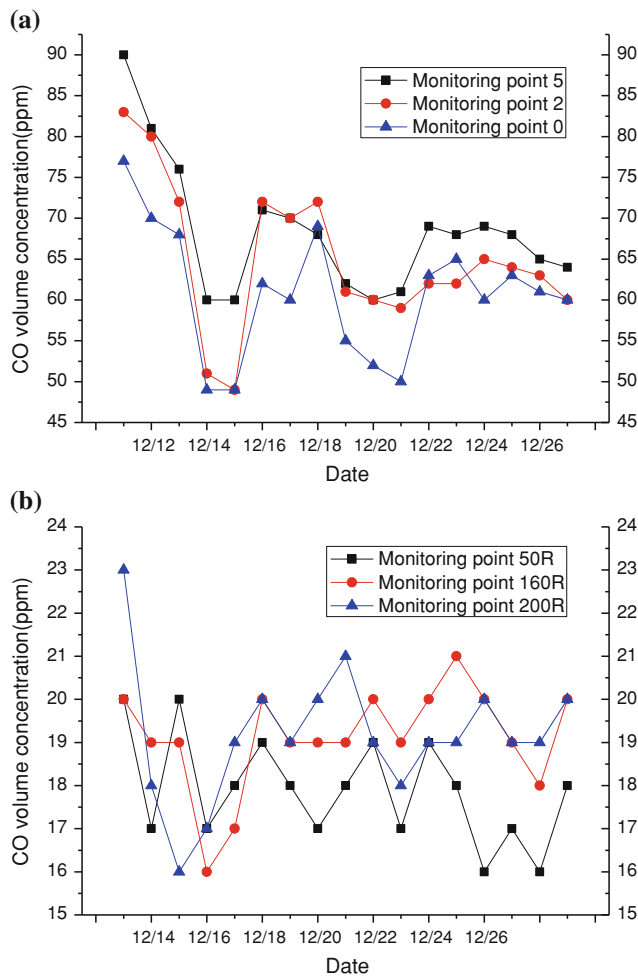 (a)
90
85
80
75
70
65
60
55
50
45
CO volume concentration(ppm)
Monitoring point 5
Monitoring point 2
Monitoring point 0
90
85
80
75
70
65
60
55
50
45
12/12 12/14 12/16 12/18 12/20 12/22 12/24 12/26
Date
(b)
24
23
22
21
20
19
18
17
16
15
CO volume concentration (ppm)
Monitoring point 50R
Monitoring point 160R
Monitoring point 200R
24
23
22
21
20
19
18
17
16
15
12/14 12/16 12/18 12/20 12/22 12/24 12/26
Date